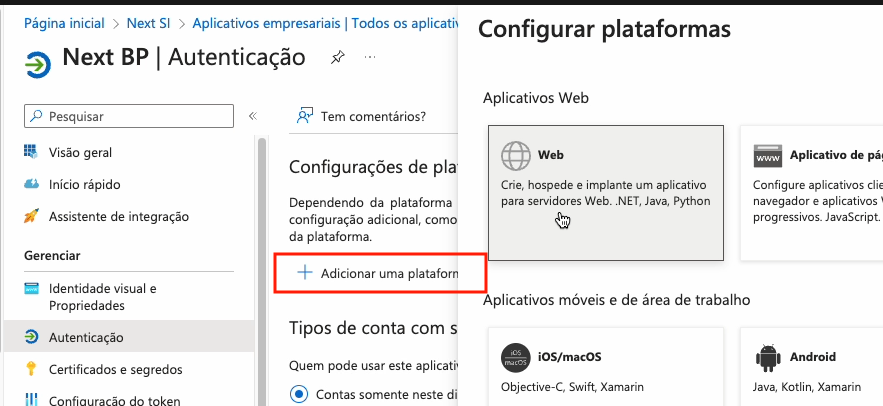 Página inicial > Next SI > Aplicativos empresariais | Todos os aplicativ
Next BP | Autenticação
Pesquisar
Visão geral
Início rápido
Assistente de integração
Gerenciar
Identidade visual e
Propriedades
Autenticação
Certificados e segredos
Configuração do token
Tem comentários?
Configurações de plat
Dependendo da plataforma
configuração adicional, como
da plataforma.
Adicionar uma plataform
Tipos de conta com s
Quem pode usar este aplicativ
Contas somente neste di
Configurar plataformas
Aplicativos Web
Web
Crie, hospede e implante um aplicativo
para servidores Web. .NET, Java, Python
www
Aplicativo de pág
Configure aplicativos clie
navegador e aplicativos W
progressivos. JavaScript.
Aplicativos móveis e de área de trabalho
iOS
macOS
iOS/macOS
Objective-C, Swift, Xamarin
Android
Java, Kotlin, Xamarin